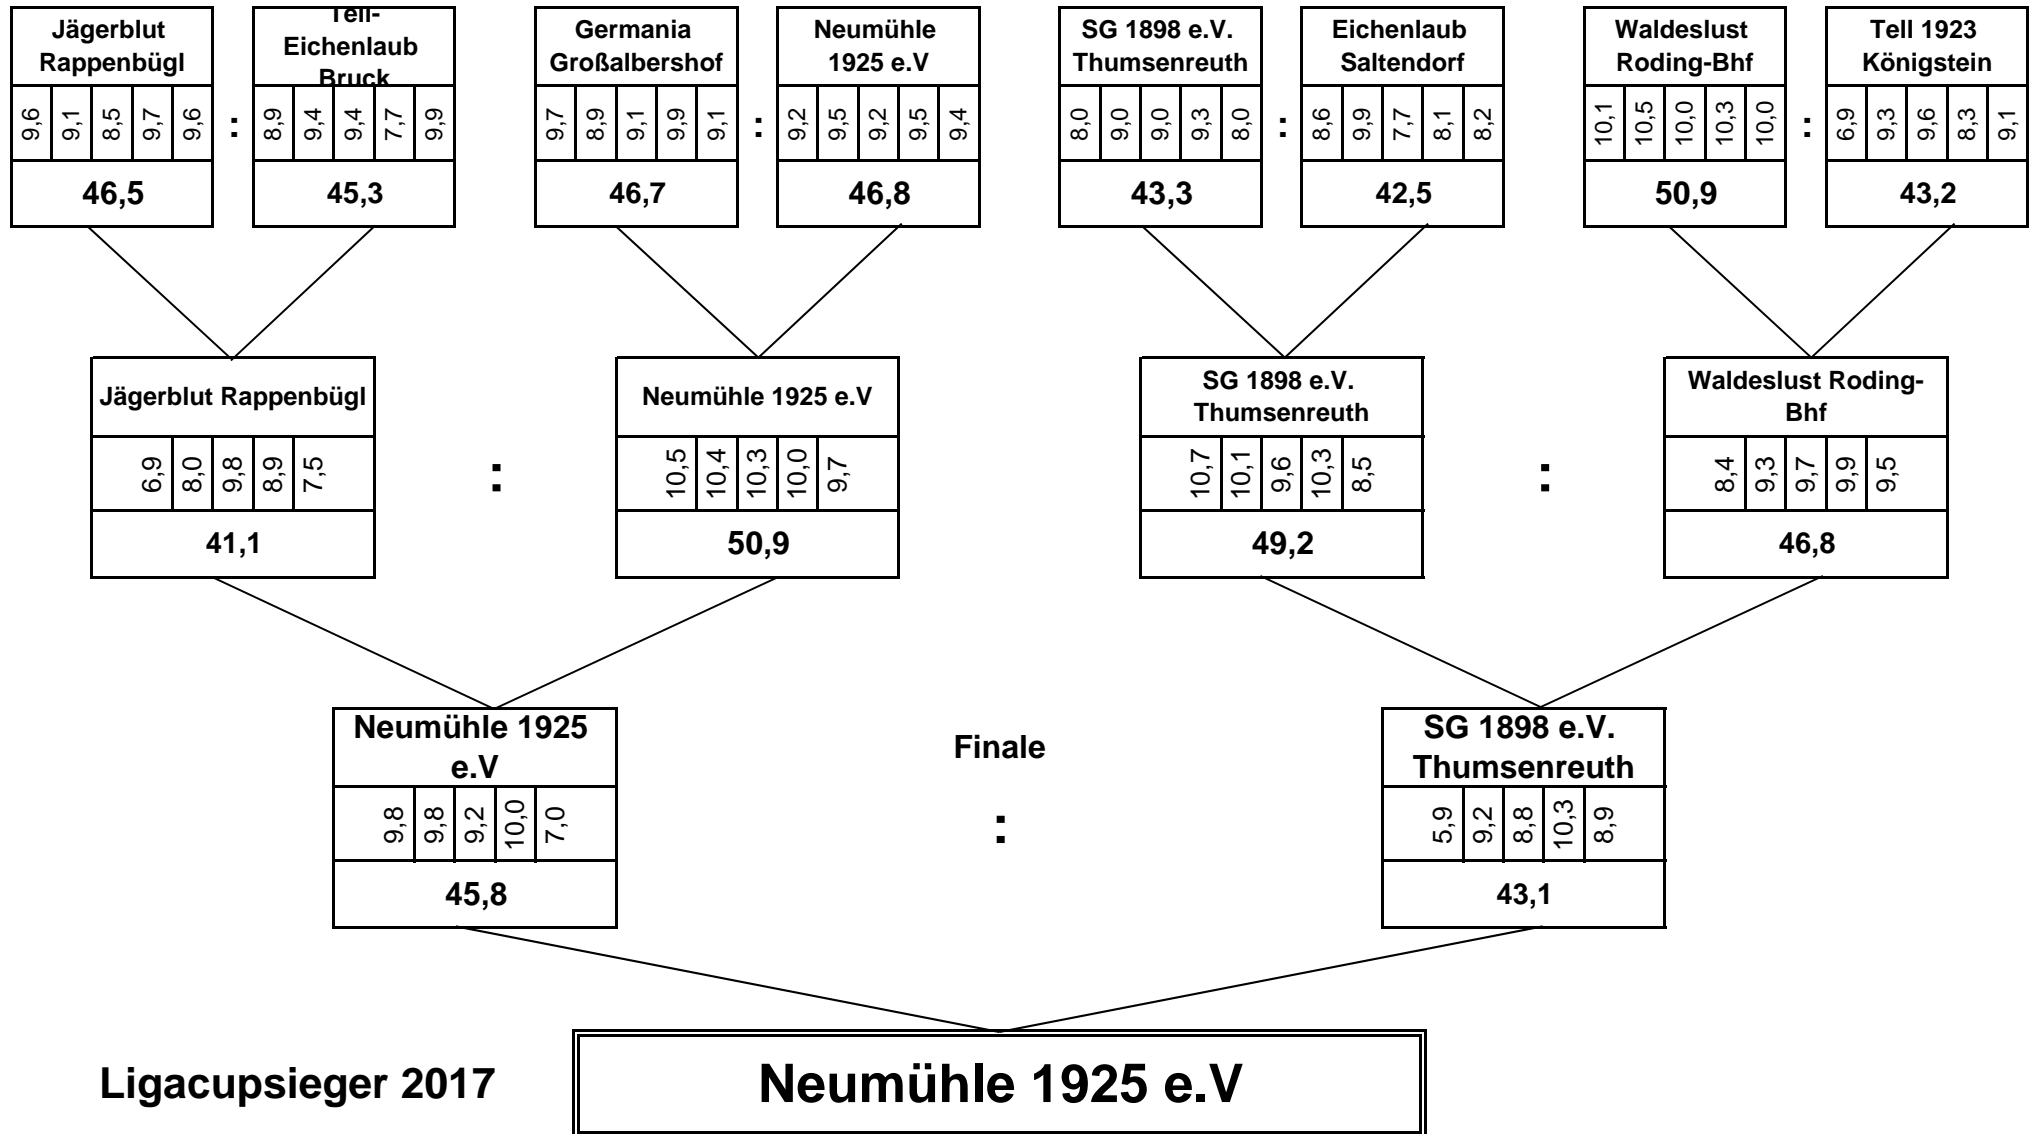 Jägerblut
Rappenbügl
Tell-
Eichenlaub
Bruck
Germania
Großalbershof
Neumühle
1925 e.V
SG 1898 e.V.
Thumsenreuth
Eichenlaub
Saltendorf
Waldeslust
Roding-Bhf
Tell 1923
Königstein
9,6 9,1 8,5 9,7 9,6 : 8,9 9,4 9,4 7,7 9,9
9,7 8,9 9,1 9,9 9,1 : 9,2 9,5 9,2 9,5 9,4
8,0 9,0 9,0 9,3 8,0 : 8,6 9,9 7,7 8,1 8,2
10,1 10,5 10,0 10,3 10,0 : 6,9 9,3 9,6 8,3 9,1
46,5 45,3 46,7 46,8 43,3 42,5 50,9 43,2
Jägerblut Rappenbügl
Neumühle 1925 e.V
SG 1898 e.V.
Thumsenreuth
Waldeslust Roding-
Bhf
6,9 8,0 9,8 8,9 7,5 : 10,5 10,4 10,3 10,0 9,7
10,7 10,1 9,6 10,3 8,5 : 8,4 9,3 9,7 9,9 9,5
41,1 50,9 49,2 46,8
Neumühle 1925
e.V
Finale
SG 1898 e.V.
Thumsenreuth
9,8 9,8 9,2 10,0 7,0 : 5,9 9,2 8,8 10,3 8,9
45,8 43,1
Ligacupsieger 2017
Neumühle 1925 e.V